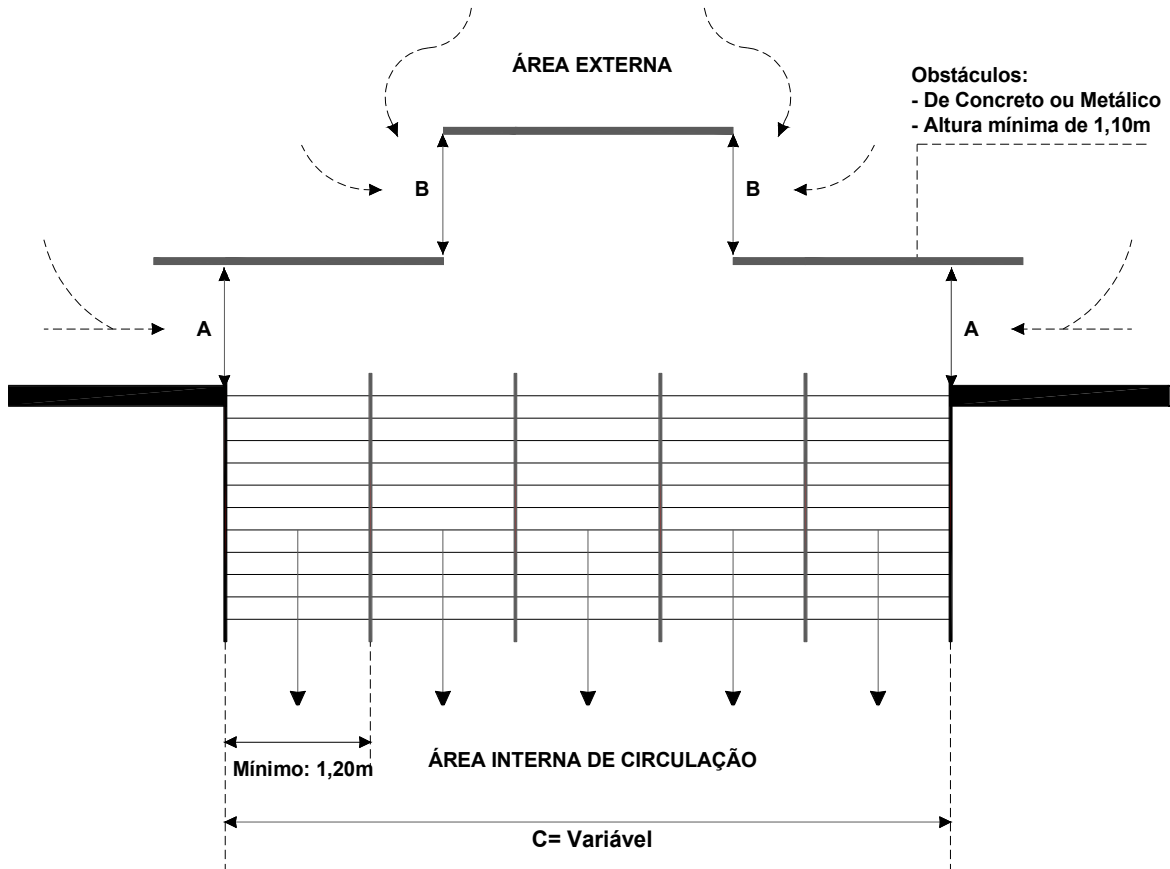 ÁREA EXTERNA
Obstáculos:
- De Concreto ou Metálico
- Altura mínima de 1,10m
B
B
A
A
Mínimo: 1,20m
ÁREA INTERNA DE CIRCULAÇÃO
C= Variável